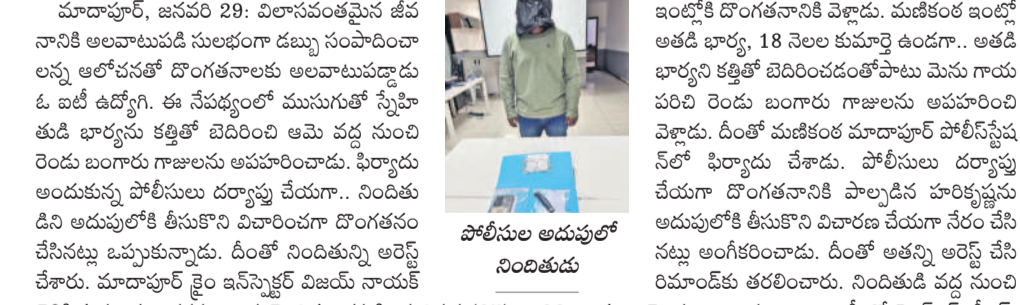 మాదాపూర్, జనవరి 29: విలాసవంతమైన జీవ
నానికి అలవాటుపడి సులభంగా డబ్బు సంపాదించా
లన్న ఆలోచనతో దొంగతనాలకు అలవాటుపడ్డాడు
ఓ ఐటీ ఉద్యోగి. ఈ నేపథ్యంలో ముసుగుతో స్నేహి
తుడి భార్యను కత్తితో బెదిరించి ఆమె వద్ద నుంచి
రెండు బంగారు గాజులను అపహరించాడు. ఫిర్యాదు
అందుకున్న పోలీసులు దర్యాప్తు చేయగా.. నిందితు
డిని అదుపులోకి తీసుకొని విచారించగా దొంగతనం
చేసినట్లు ఒప్పుకున్నాడు. దీంతో నిందితున్ని అరెస్ట్
చేశారు. మాదాపూర్ క్రైం ఇన్‌స్పెక్టర్ విజయ్ నాయక్
పోలీసుల అదుపులో
నిందితుడు
ఇంట్లోకి దొంగతనానికి వెళ్లాడు. మణికంఠ ఇంట్లో
అతడి భార్య, 18 నెలల కుమార్తె ఉండగా.. అతడి
భార్యని కత్తితో బెదిరించడంతోపాటు మెను గాయ
పరిచి రెండు బంగారు గాజులను అపహరించి
వెళ్లాడు. దీంతో మణికంఠ మాదాపూర్ పోలీస్‌స్టేష
న్‌లో ఫిర్యాదు చేశాడు. పోలీసులు దర్యాప్తు
చేయగా దొంగతనానికి పాల్పడిన హరికృష్ణను
అదుపులోకి తీసుకొని విచారణ చేయగా నేరం చేసి
నట్లు అంగీకరించాడు. దీంతో అతన్ని అరెస్ట్ చేసి
రిమాండ్‌కు తరలించారు. నిందితుడి వద్ద నుంచి